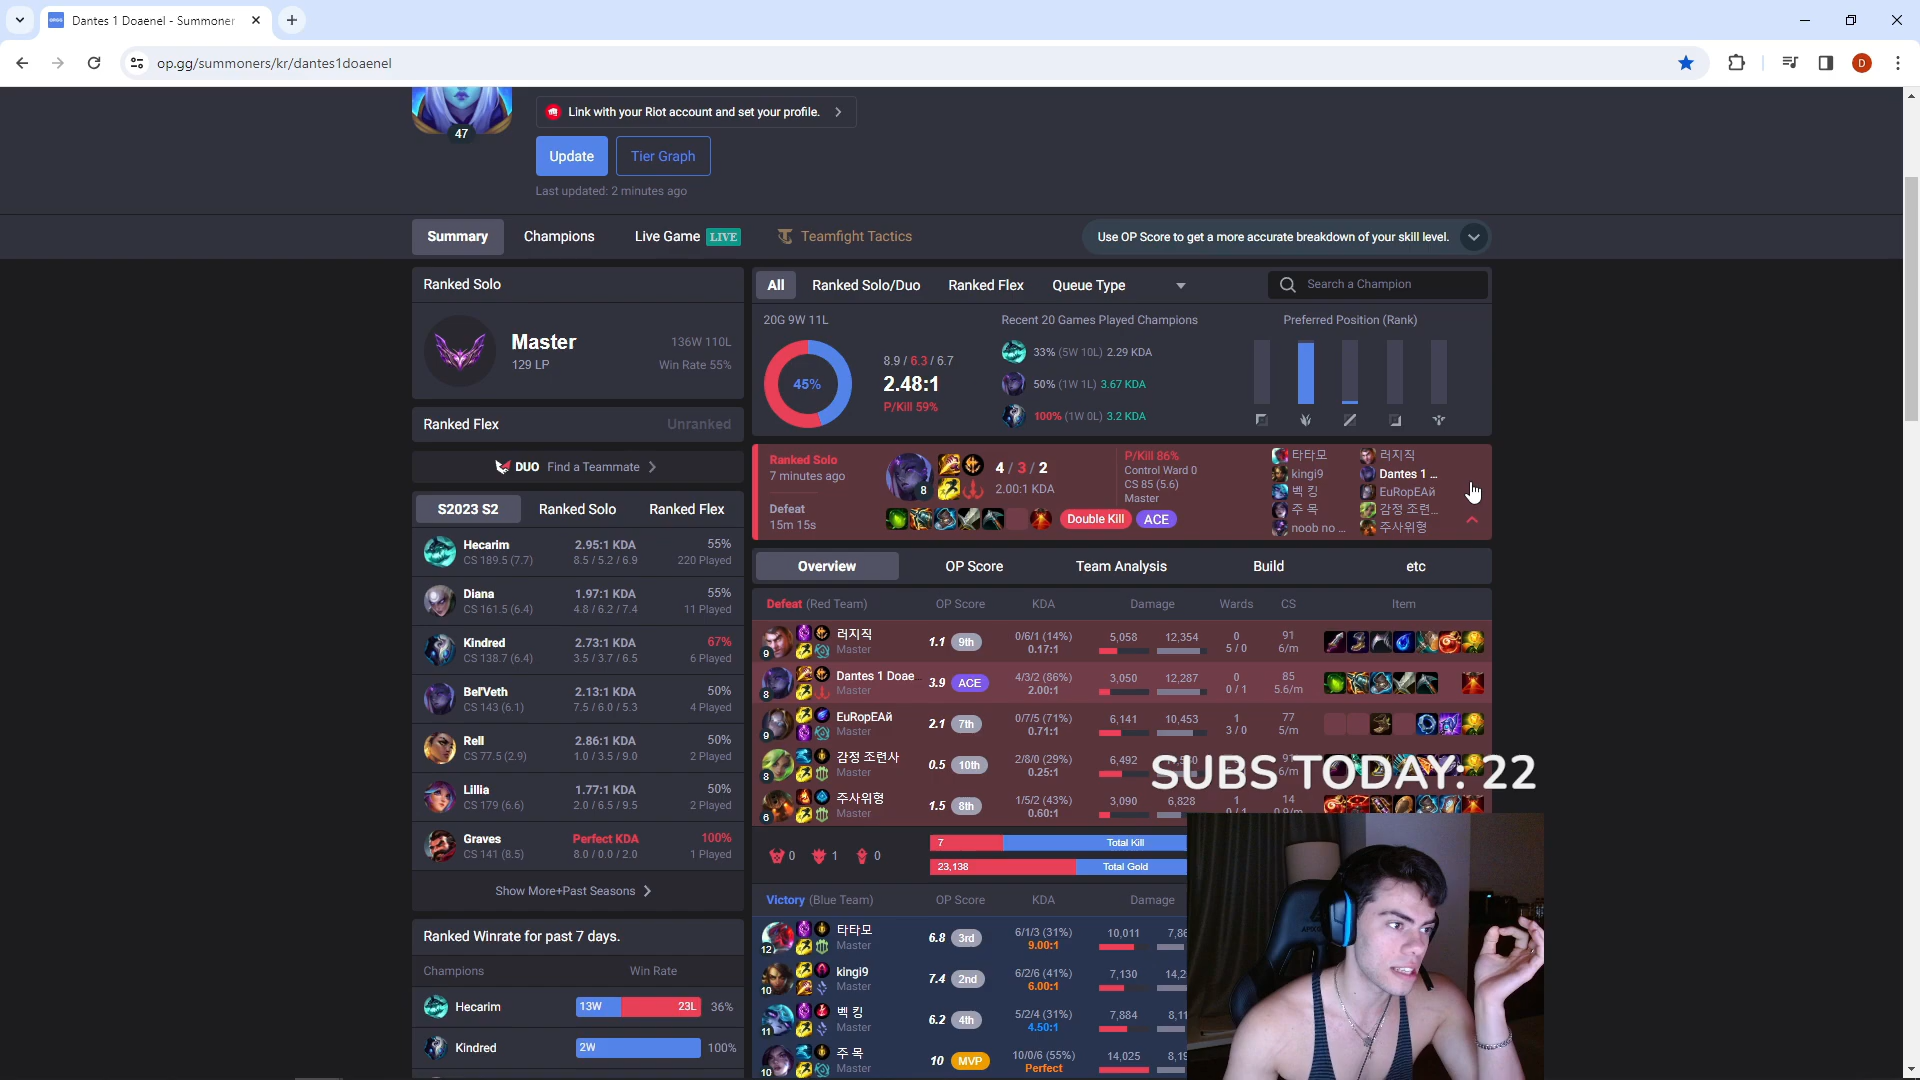 Dantes 1 Doaenel - Summoner
op.gg/summoners/kr/dantes1doaenel
D
47
Link with your Riot account and set your profile.
Update
Tier Graph
Last updated: 2 minutes ago
Summary
Champions
Live Game LIVE
Teamfight Tactics
Use OP Score to get a more accurate breakdown of your skill level.
Ranked Solo
Master
129 LP
136W 110L
Win Rate 55%
Ranked Flex
Unranked
DUO Find a Teammate
S2023 S2 Ranked Solo Ranked Flex
Hecarim 2.95:1 KDA 55%
CS 189.5 (7.7) 8.5 / 5.2 / 6.9 220 Played
Diana 1.97:1 KDA 55%
CS 161.5 (6.4) 4.8 / 6.2 / 7.4 11 Played
Kindred 2.73:1 KDA 67%
CS 138.7 (6.4) 3.5 / 3.7 / 6.5 6 Played
Bel'Veth 2.13:1 KDA 50%
CS 143 (6.1) 7.5 / 6.0 / 5.3 4 Played
Rell 2.86:1 KDA 50%
CS 77.5 (2.9) 1.0 / 3.5 / 9.0 2 Played
Lillia 1.77:1 KDA 50%
CS 179 (6.6) 2.0 / 6.5 / 9.5 2 Played
Graves Perfect KDA 100%
CS 141 (8.5) 8.0 / 0.0 / 2.0 1 Played
Show More+Past Seasons
Ranked Winrate for past 7 days.
Champions Win Rate
Hecarim 13W 23L 36%
Kindred 2W 100%
All Ranked Solo/Duo Ranked Flex Queue Type Search a Champion
20G 9W 11L
45%
8.9 / 6.3 / 6.7
2.48:1
P/Kill 59%
Recent 20 Games Played Champions
33% (5W 10L) 2.29 KDA
50% (1W 1L) 3.67 KDA
100% (1W 0L) 3.2 KDA
Preferred Position (Rank)
Ranked Solo
7 minutes ago
Defeat
15m 15s
8
4 / 3 / 2
2.00:1 KDA
Double Kill ACE
P/Kill 86%
Control Ward 0
CS 85 (5.6)
Master
타타모 러지직
kingi9 Dantes 1 ...
벡 킹 EuRopEAй
주 목 감정 조련...
noob no ... 주사위형
Overview OP Score Team Analysis Build etc
Defeat (Red Team) OP Score KDA Damage Wards CS Item
9 러지직 1.1 9th 0/6/1 (14%) 5,058 12,354 0 91
Master 0.17:1 5 / 0 6/m
8 Dantes 1 Doae 3.9 ACE 4/3/2 (86%) 3,050 12,287 0 85
Master 2.00:1 0 / 1 5.6/m
9 EuRopEAй 2.1 7th 0/7/5 (71%) 6,141 10,453 1 77
Master 0.71:1 3 / 0 5/m
8 감정 조련사 0.5 10th 2/8/0 (29%) 6,492
Master 0.25:1 6/m
6 주사위형 1.5 8th 1/5/2 (43%) 3,090 6,828 1 14
Master 0.60:1
SUBS TODAY: 22
0 1 0
7 Total Kill
23,138 Total Gold
Victory (Blue Team) OP Score KDA Damage
12 타타모 6.8 3rd 6/1/3 (31%) 10,011
Master 9.00:1
10 kingi9 7.4 2nd 6/2/6 (41%) 7,130
Master 6.00:1
11 벡 킹 6.2 4th 5/2/4 (31%) 7,884
Master 4.50:1
10 주 목 10 MVP 10/0/6 (55%) 14,025
Master Perfect